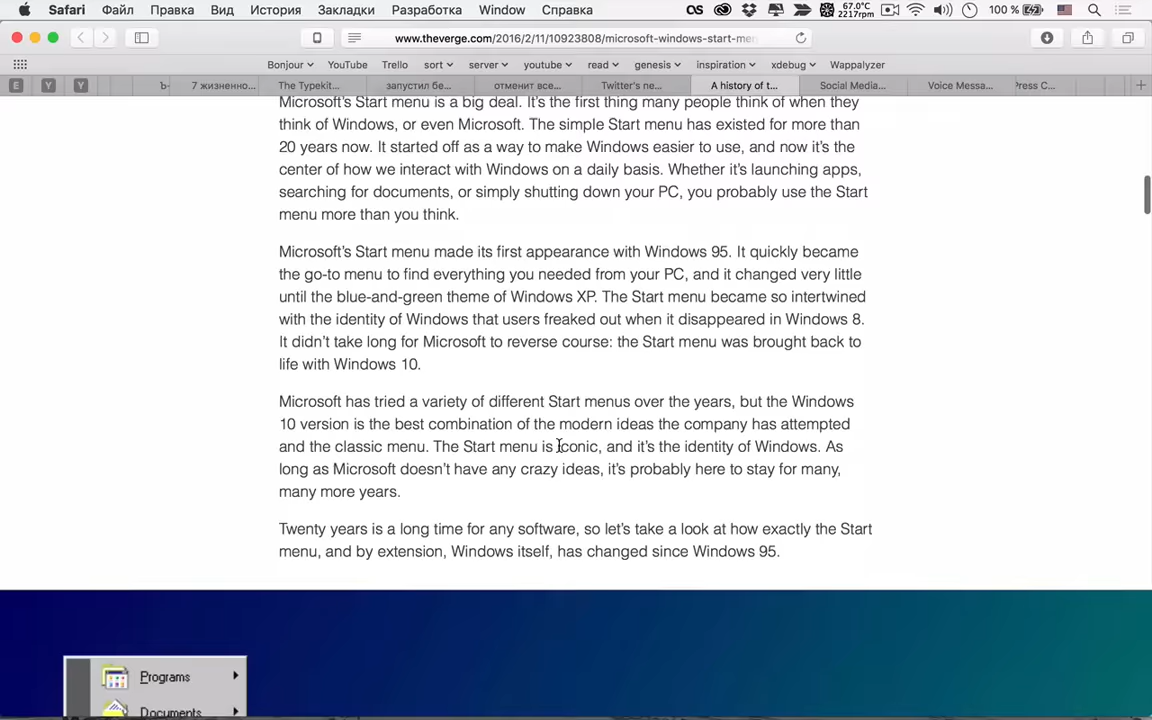 Safari Файл Правка Вид История Закладки Разработка Window Справка 67.0°C 2217rpm 100 %
www.theverge.com/2016/2/11/10923808/microsoft-windows-start-me
Bonjour YouTube Trello sort server youtube read genesis inspiration xdebug Wappalyzer
E Y Y Ъ- 7 жизненно... The Typekit... запустил бе... отменит все... Twitter's ne... A history of t... Social Media... Voice Messa... Press C...
Microsoft's Start menu is a big deal. It's the first thing many people think of when they
think of Windows, or even Microsoft. The simple Start menu has existed for more than
20 years now. It started off as a way to make Windows easier to use, and now it's the
center of how we interact with Windows on a daily basis. Whether it's launching apps,
searching for documents, or simply shutting down your PC, you probably use the Start
menu more than you think.
Microsoft's Start menu made its first appearance with Windows 95. It quickly became
the go-to menu to find everything you needed from your PC, and it changed very little
until the blue-and-green theme of Windows XP. The Start menu became so intertwined
with the identity of Windows that users freaked out when it disappeared in Windows 8.
It didn't take long for Microsoft to reverse course: the Start menu was brought back to
life with Windows 10.
Microsoft has tried a variety of different Start menus over the years, but the Windows
10 version is the best combination of the modern ideas the company has attempted
and the classic menu. The Start menu is iconic, and it's the identity of Windows. As
long as Microsoft doesn't have any crazy ideas, it's probably here to stay for many,
many more years.
Twenty years is a long time for any software, so let's take a look at how exactly the Start
menu, and by extension, Windows itself, has changed since Windows 95.
Programs
Documents